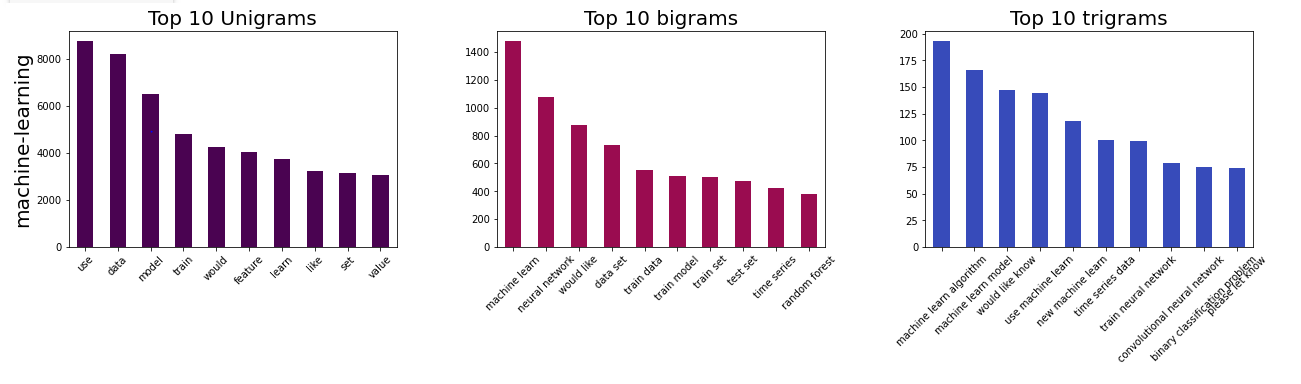 Top 10 Unigrams
machine-learning
8000
6000
4000
2000
0
use
data
model
train
would
feature
learn
like
set
value
Top 10 bigrams
1400
1200
1000
800
600
400
200
0
machine learn
neural network
would like
data set
train data
train model
train set
test set
time series
random forest
Top 10 trigrams
200
175
150
125
100
75
50
25
0
machine learn algorithm
machine learn model
would like know
use machine learn
new machine learn
time series data
train neural network
convolutional neural network
binary classification problem
please let know